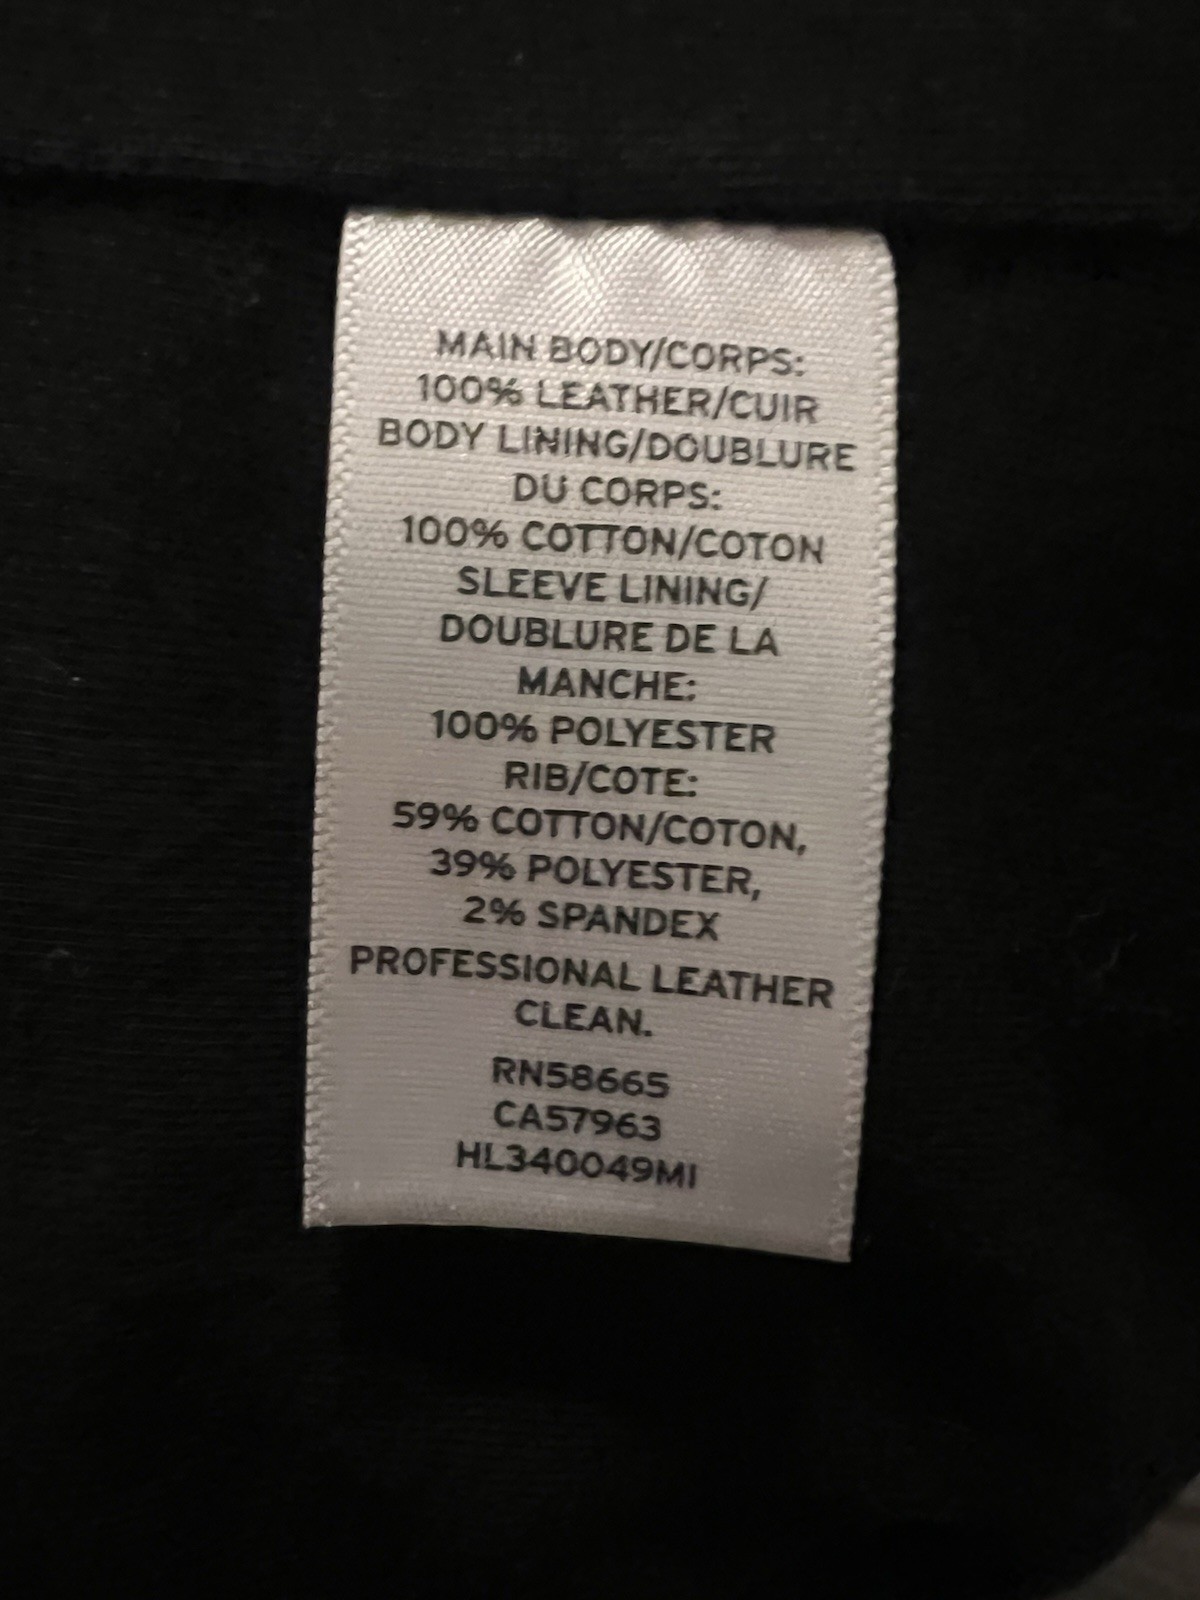 MAIN BODY/CORPS:
100% LEATHER/CUIR
BODY LINING/DOUBLURE
DU CORPS:
100% COTTON/COTON
SLEEVE LINING/
DOUBLURE DE LA
MANCHE:
100% POLYESTER
RIB/COTE:
59% COTTON/COTON,
39% POLYESTER,
2% SPANDEX
PROFESSIONAL LEATHER
CLEAN.
RN58665
CA57963
HL340049MI